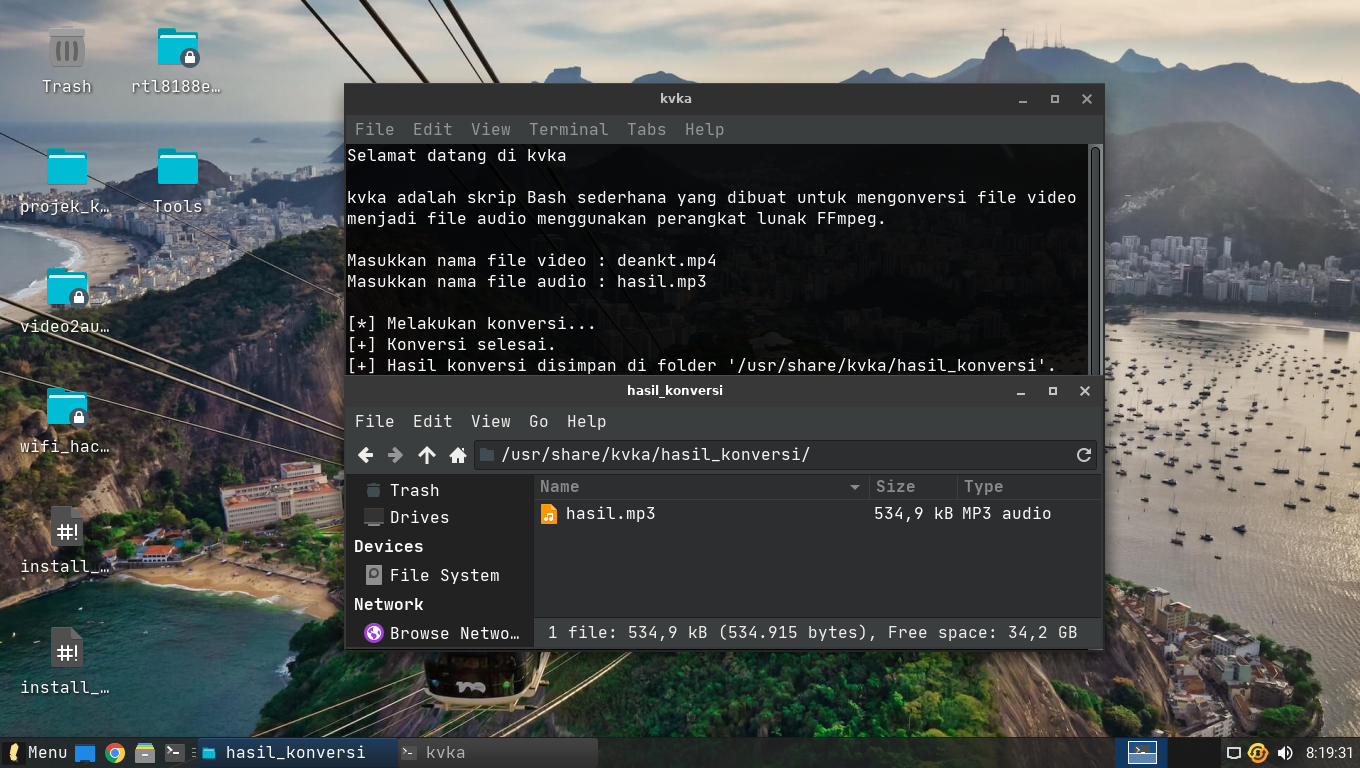 Trash
rtl8188e…
projek_k…
Tools
video2au…
wifi_hac…
install_…
install_…
kvka
File Edit View Terminal Tabs Help
Selamat datang di kvka
kvka adalah skrip Bash sederhana yang dibuat untuk mengonversi file video
menjadi file audio menggunakan perangkat lunak FFmpeg.
Masukkan nama file video : deankt.mp4
Masukkan nama file audio : hasil.mp3
[*] Melakukan konversi...
[+] Konversi selesai.
[+] Hasil konversi disimpan di folder '/usr/share/kvka/hasil_konversi'.
hasil_konversi
File Edit View Go Help
/usr/share/kvka/hasil_konversi/
Trash
Drives
Devices
File System
Network
Browse Netwo…
Name Size Type
hasil.mp3 534,9 kB MP3 audio
1 file: 534,9 kB (534.915 bytes), Free space: 34,2 GB
Menu
hasil_konversi
kvka
8:19:31